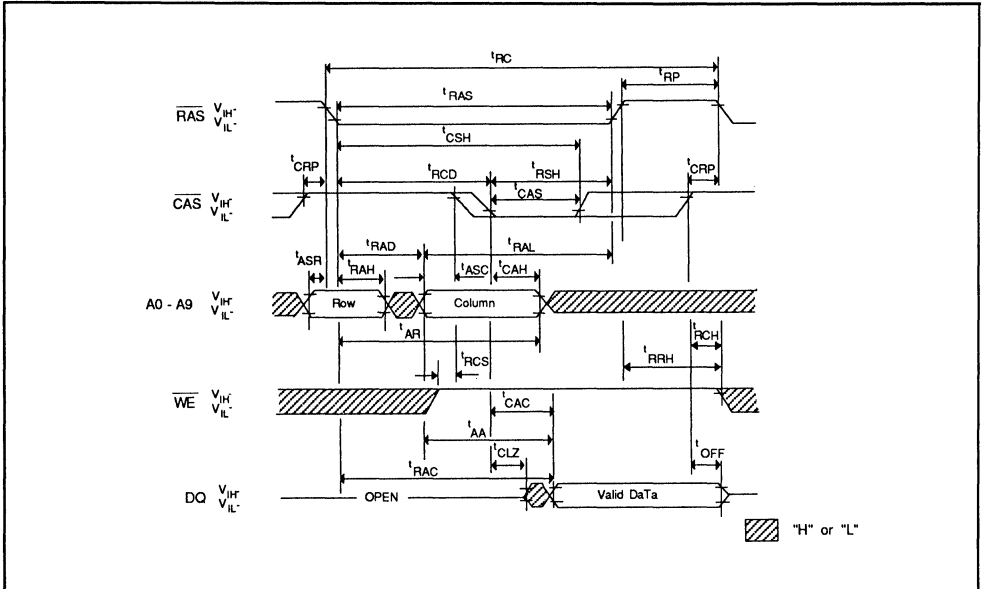 tRC
tRP
tRAS
RAS VIH-
VIL-
tCSH
tCRP
tRCD
tRSH
tCRP
tCAS
CAS VIH-
VIL-
tRAD
tRAL
tASR
tRAH
tASC
tCAH
A0 - A9 VIH-
VIL-
Row
Column
tAR
tRCH
tRCS
tRRH
WE VIH-
VIL-
tCAC
tAA
tCLZ
tOFF
tRAC
DQ VIH-
VIL-
OPEN
Valid DaTa
"H" or "L"